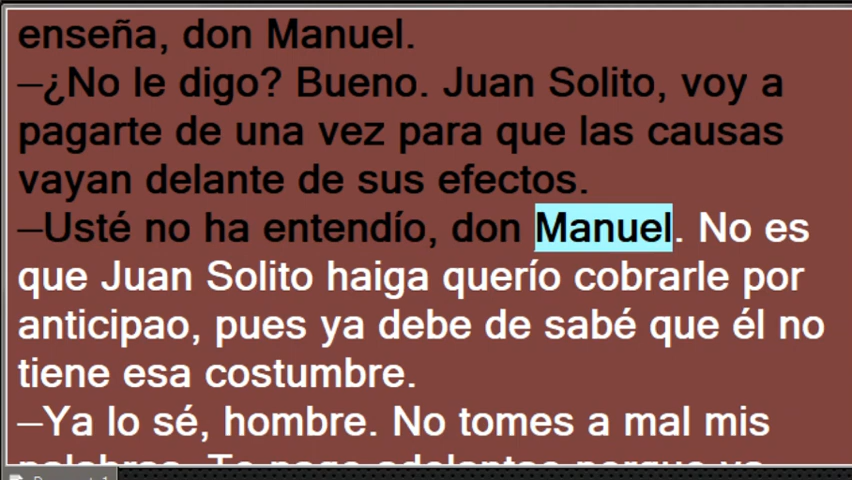 enseña, don Manuel.
—¿No le digo? Bueno. Juan Solito, voy a
pagarte de una vez para que las causas
vayan delante de sus efectos.
—Usté no ha entendío, don Manuel. No es
que Juan Solito haiga querío cobrarle por
anticipao, pues ya debe de sabé que él no
tiene esa costumbre.
—Ya lo sé, hombre. No tomes a mal mis